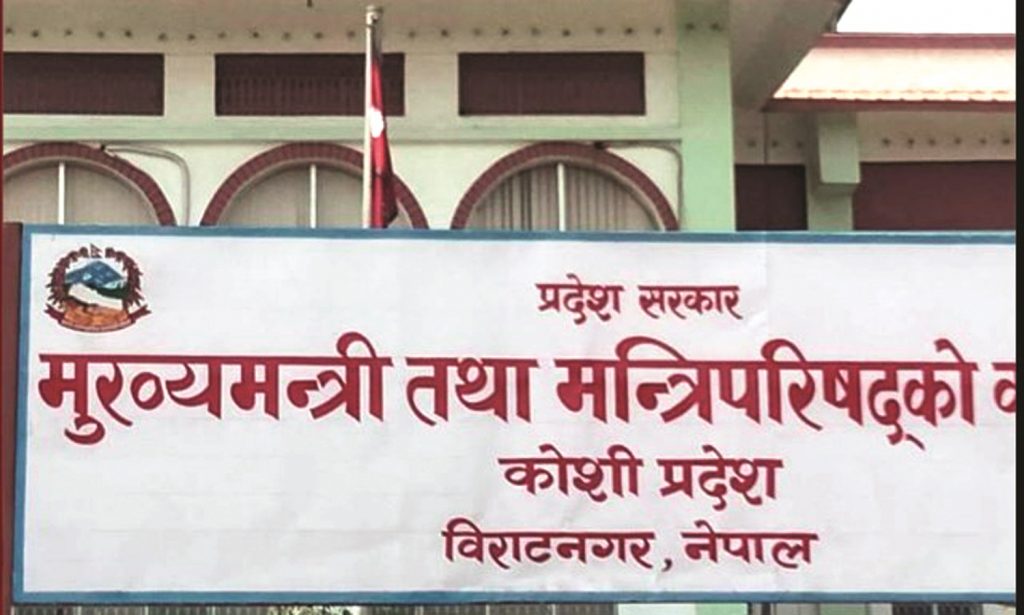 प्रदेश सरकार
मुख्यमन्त्री तथा मन्त्रिपरिषद्को
कोशी प्रदेश
विराटनगर, नेपाल